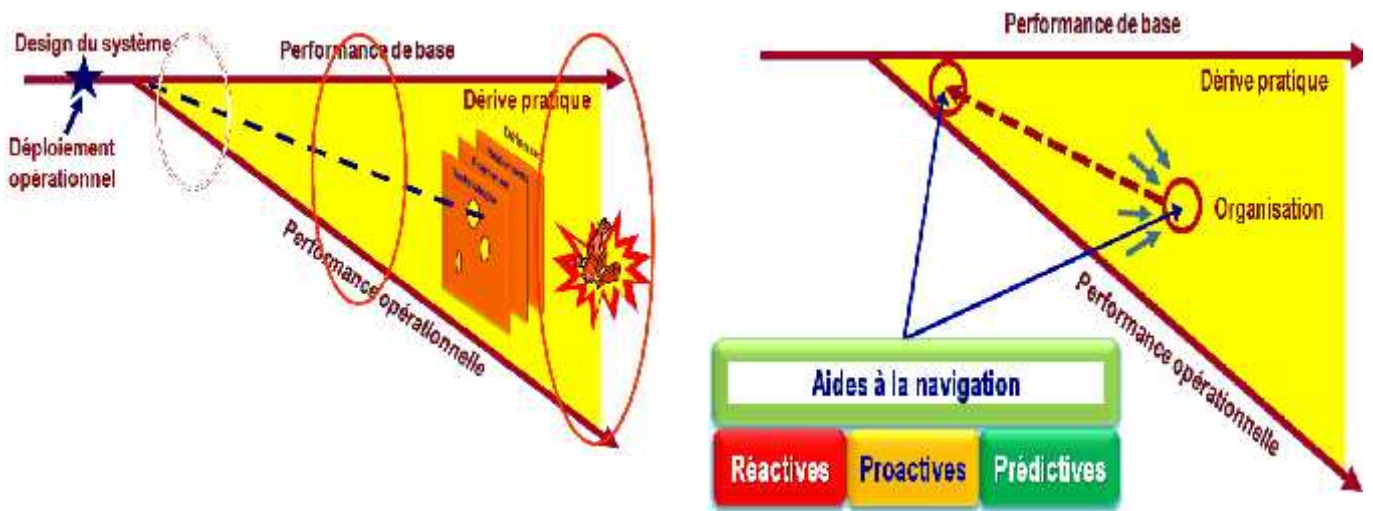 Design du système
Performance de base
Dérive pratique
Déploiement
opérationnel
Performance opérationnelle
Performance de base
Dérive pratique
Organisation
Performance opérationnelle
Aides à la navigation
Réactives
Proactives
Prédictives